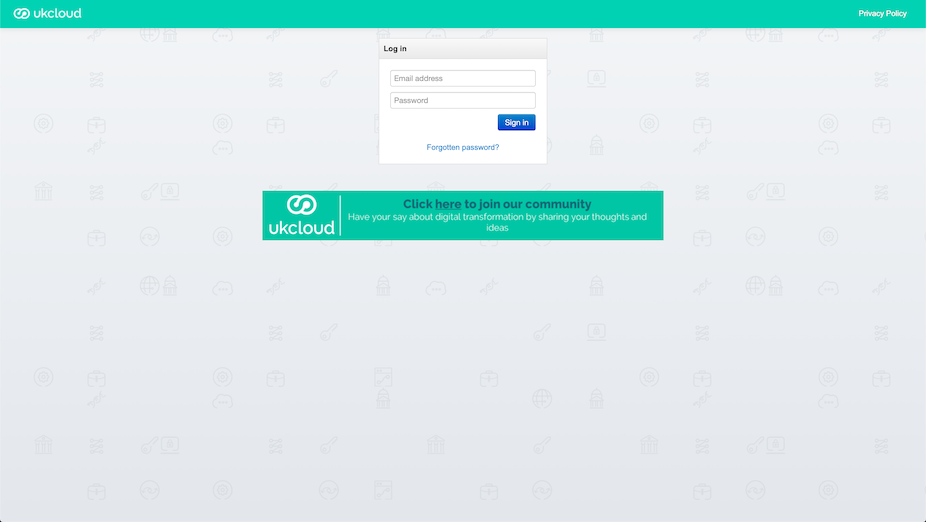 ukcloud
Privacy Policy
Log in
Email address
Password
Sign in
Forgotten password?
ukcloud
Click here to join our community
Have your say about digital transformation by sharing your thoughts and
ideas